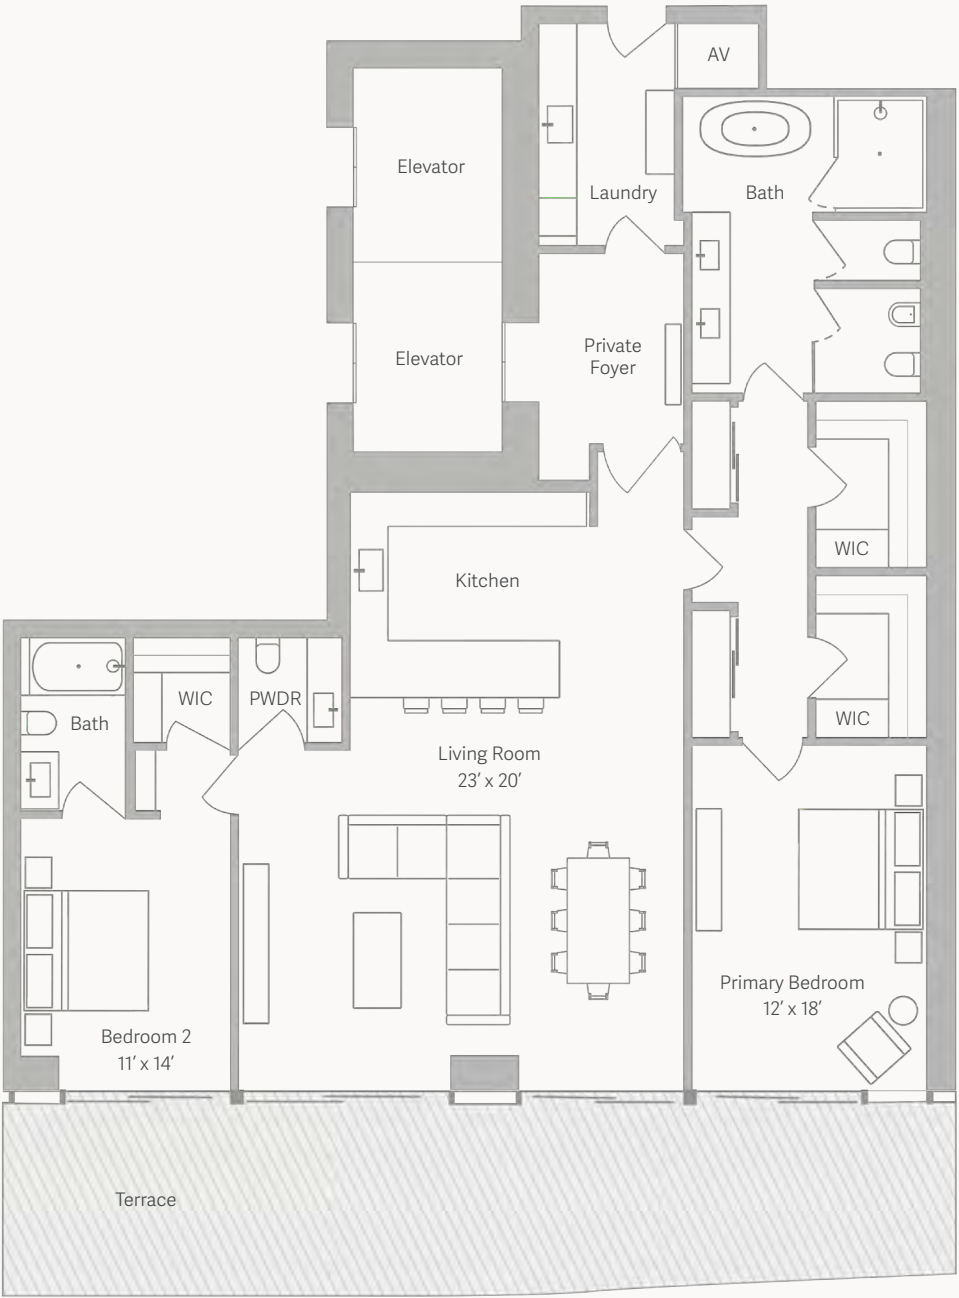 AV
Elevator
Laundry
Bath
Elevator
Private
Foyer
WIC
Kitchen
WIC
PWDR
WIC
Bath
Living Room
23′ x 20′
Primary Bedroom
12′ x 18′
Bedroom 2
11′ x 14′
Terrace